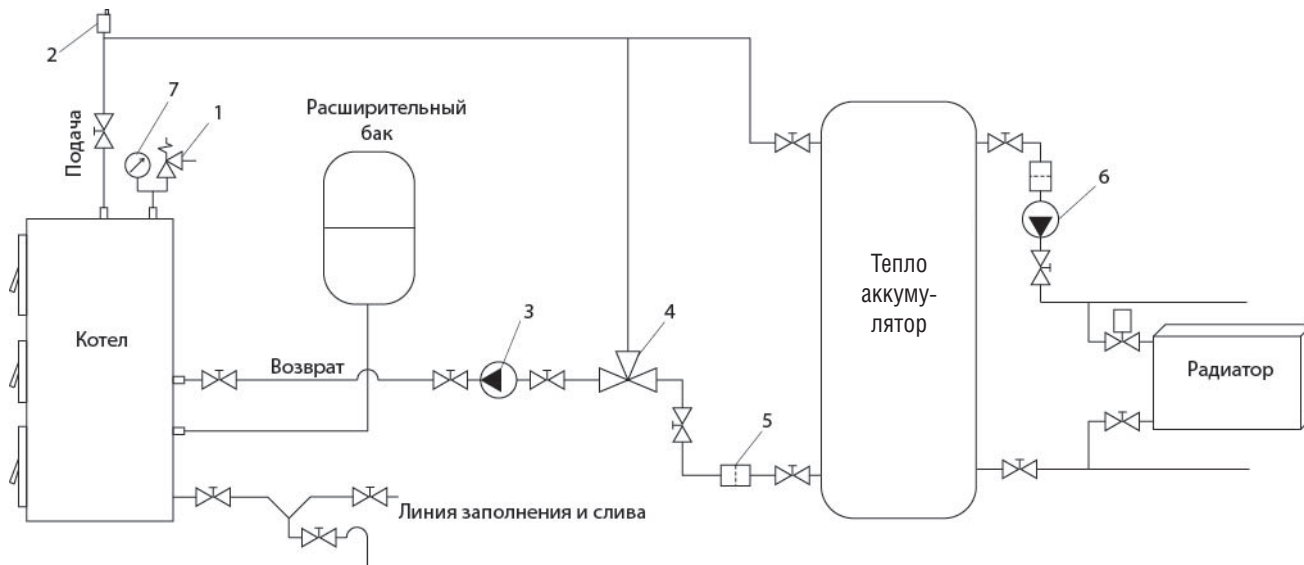 2
7
1
Подача
Расширительный
бак
6
Тепло
аккуму-
лятор
Котел
Возврат
3
4
Радиатор
5
Линия заполнения и слива